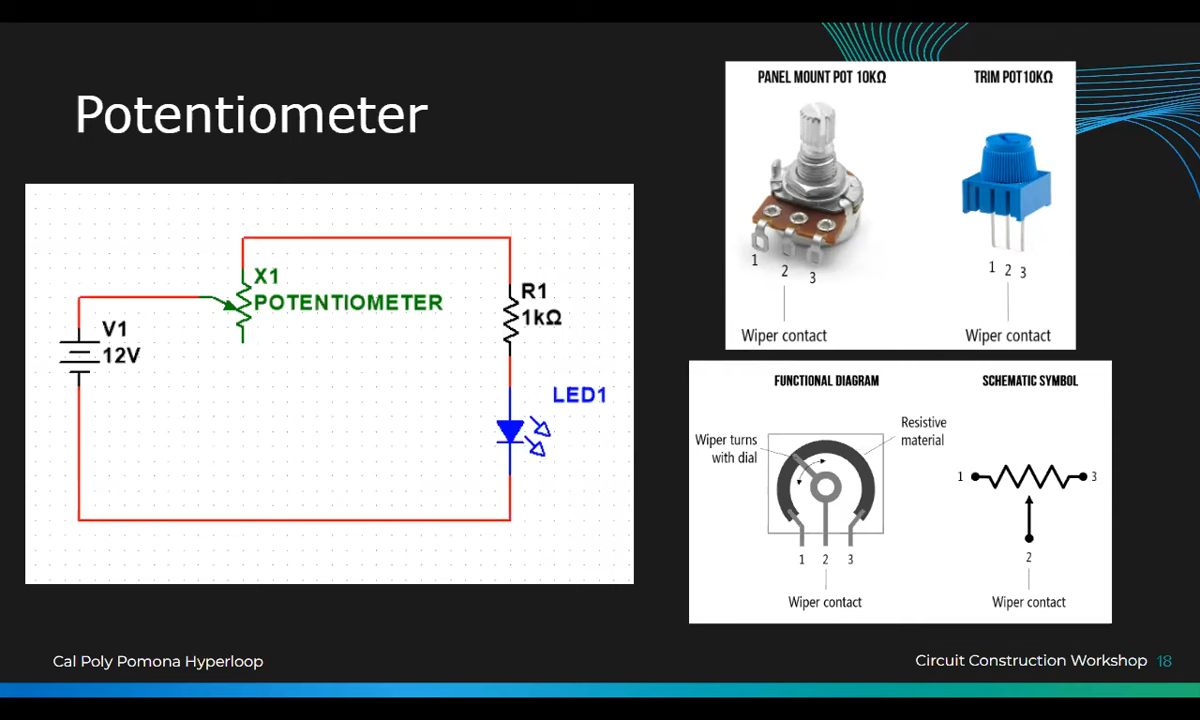 Potentiometer
X1
POTENTIOMETER
V1
12V
R1
1kΩ
LED1
PANEL MOUNT POT 10KΩ
TRIM POT10KΩ
1
2
3
Wiper contact
1 2 3
Wiper contact
FUNCTIONAL DIAGRAM
Wiper turns
with dial
Resistive
material
1 2 3
Wiper contact
SCHEMATIC SYMBOL
1
3
2
Wiper contact
Cal Poly Pomona Hyperloop
Circuit Construction Workshop 18